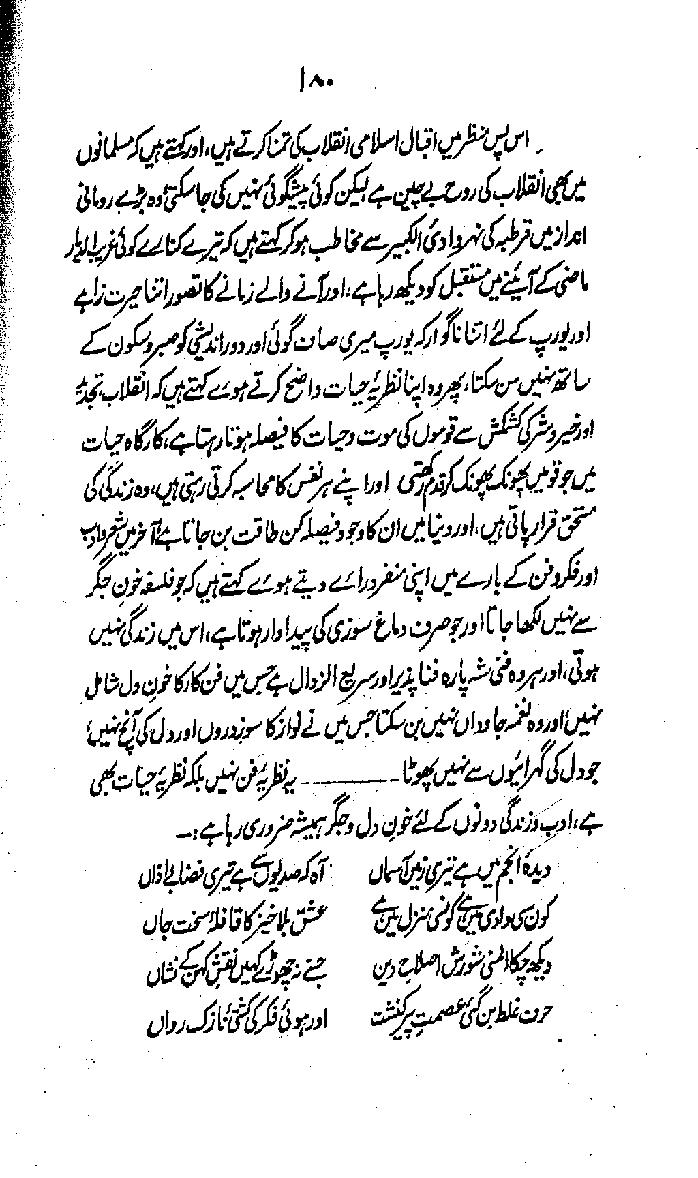 ۱۸۰
اس پس منظر میں اقبال اسلامی انقلاب کی تمنا کرتے ہیں، اور کہتے ہیں کہ مسلمانوں
میں بھی انقلاب کی روح بے چین ہے لیکن کوئی پیشگوئی نہیں کی جاسکتی، وہ بڑے رومانی
انداز میں قرطبہ کی نہر وادیٔ الکبیر سے مخاطب ہو کر کہتے ہیں کہ تیرے کنارے کوئی غریب الدیار
ماضی کے آئینے میں مستقبل کو دیکھ رہا ہے، اور آنے والے زمانے کا تصور اتنا حیرت زا ہے
اور یورپ کے لئے اتنا ناگوار کہ یورپ میری صاف گوئی اور دور اندیشی کو صبر و سکون کے
ساتھ نہیں سن سکتا، پھر وہ اپنا نظریۂ حیات واضح کرتے ہوئے کہتے ہیں کہ انقلاب تجدید
اور خیر و شر کی کشمکش سے قوموں کی موت و حیات کا فیصلہ ہوتا رہتا ہے، کارگاہ حیات
میں جو قومیں پھونک پھونک کر قدم رکھتی اور اپنے ہر نفس کا محاسبہ کرتی رہتی ہیں، وہ زندگی کی
مستحق قرار پاتی ہیں، اور دنیا میں ان کا وجود فیصلہ کن طاقت بن جاتا ہے آخر میں شعر و ادب
اور فکر و فن کے بارے میں اپنی منفرد رائے دیتے ہوئے کہتے ہیں کہ جو فلسفہ خونِ جگر
سے نہیں لکھا جاتا اور جو صرف دماغ سوزی کی پیداوار ہوتا ہے، اس میں زندگی نہیں
ہوتی، اور ہر وہ فنی شہ پارہ فنا پذیر اور سریع الزوال ہے جس میں فن کار کا خونِ دل شامل
نہیں، اور وہ نغمہ جاوداں نہیں بن سکتا جس میں نے نواز کا سوز دروں اور دل کی آنچ نہیں،
جو دل کی گہرائیوں سے نہیں پھوٹا ـــــــ یہ نظریۂ فن نہیں بلکہ نظریۂ حیات بھی
ہے، ادب و زندگی دونوں کے لئے خونِ دل و جگر ہمیشہ ضروری رہا ہے:۔
دیدۂ انجم میں ہے تیری زمیں آسماں آہ کہ صدیوں سے ہے تیری فضا بے اذاں
کون سی وادی میں ہے کونسی منزل میں ہے عشق بلا خیز کا قافلۂ سخت جاں
دیکھ چکا المنی شورش اصلاحِ دین جسنے نہ چھوڑے کہیں نقش کہن کے نشاں
حرف غلط بن گئی عصمتِ پیرِ کنشت اور ہوئی فکر کی کشتیٔ نازک رواں